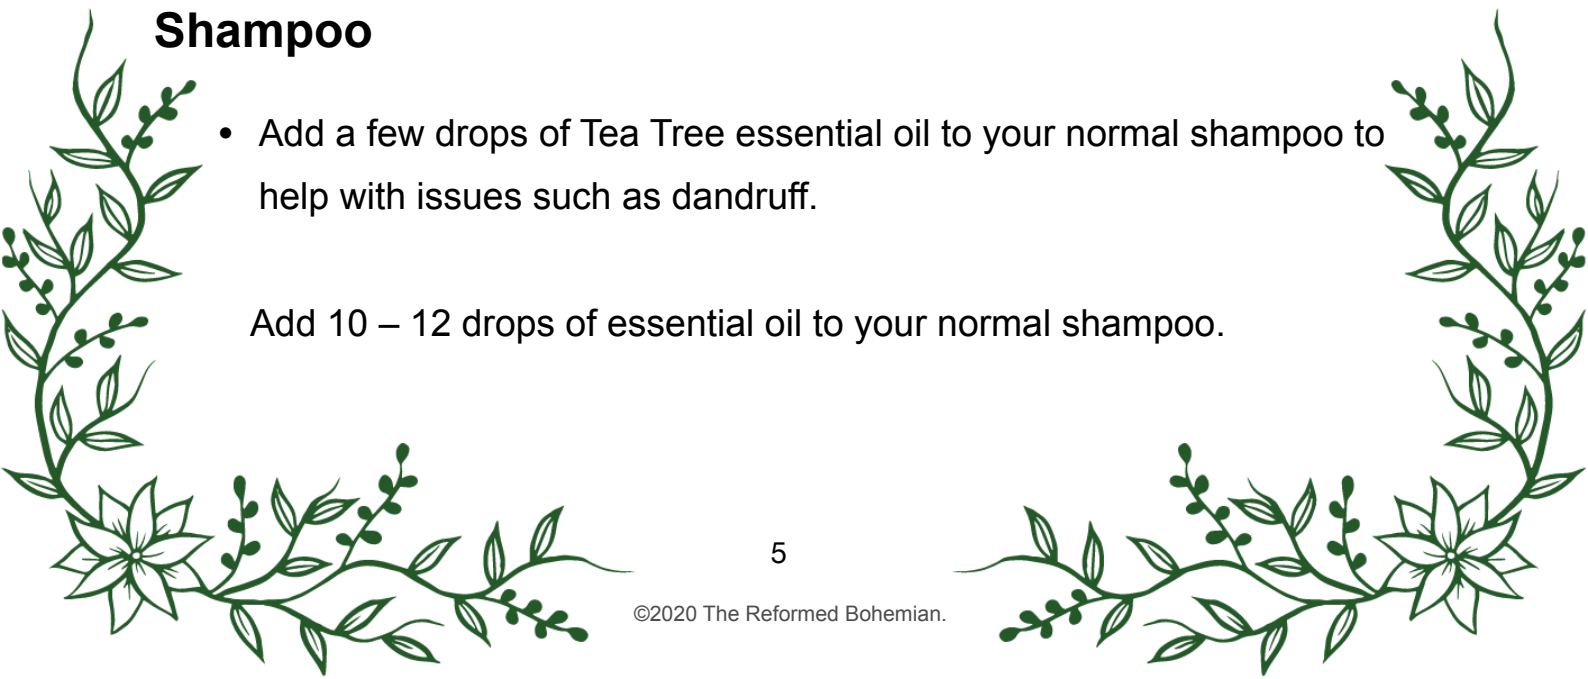 Shampoo
• Add a few drops of Tea Tree essential oil to your normal shampoo to
help with issues such as dandruff.
Add 10 – 12 drops of essential oil to your normal shampoo.
5
©2020 The Reformed Bohemian.